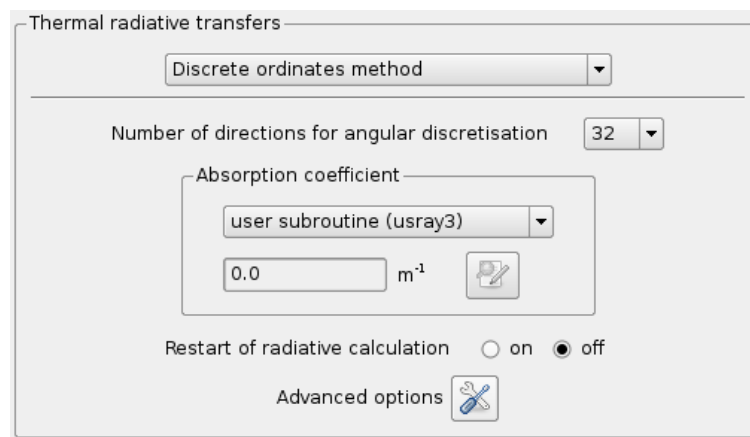 Thermal radiative transfers
Discrete ordinates method
Number of directions for angular discretisation 32
Absorption coefficient
user subroutine (usray3)
0.0 m⁻¹
Restart of radiative calculation on off
Advanced options